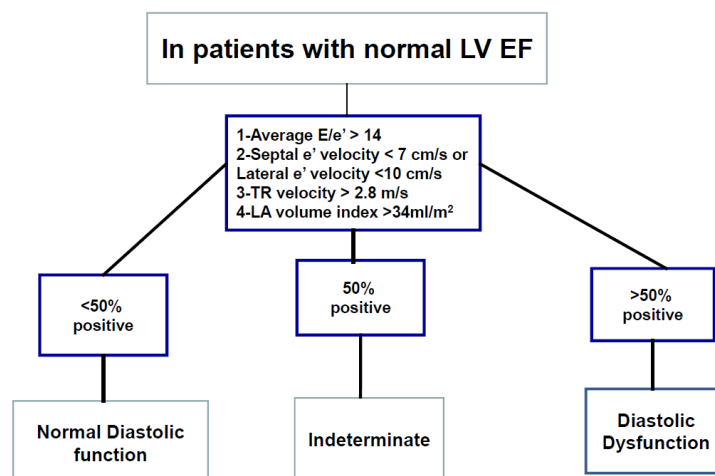 In patients with normal LV EF
1-Average E/e’ > 14
2-Septal e’ velocity < 7 cm/s or
Lateral e’ velocity <10 cm/s
3-TR velocity > 2.8 m/s
4-LA volume index >34ml/m²
<50%
positive
50%
positive
>50%
positive
Normal Diastolic
function
Indeterminate
Diastolic
Dysfunction